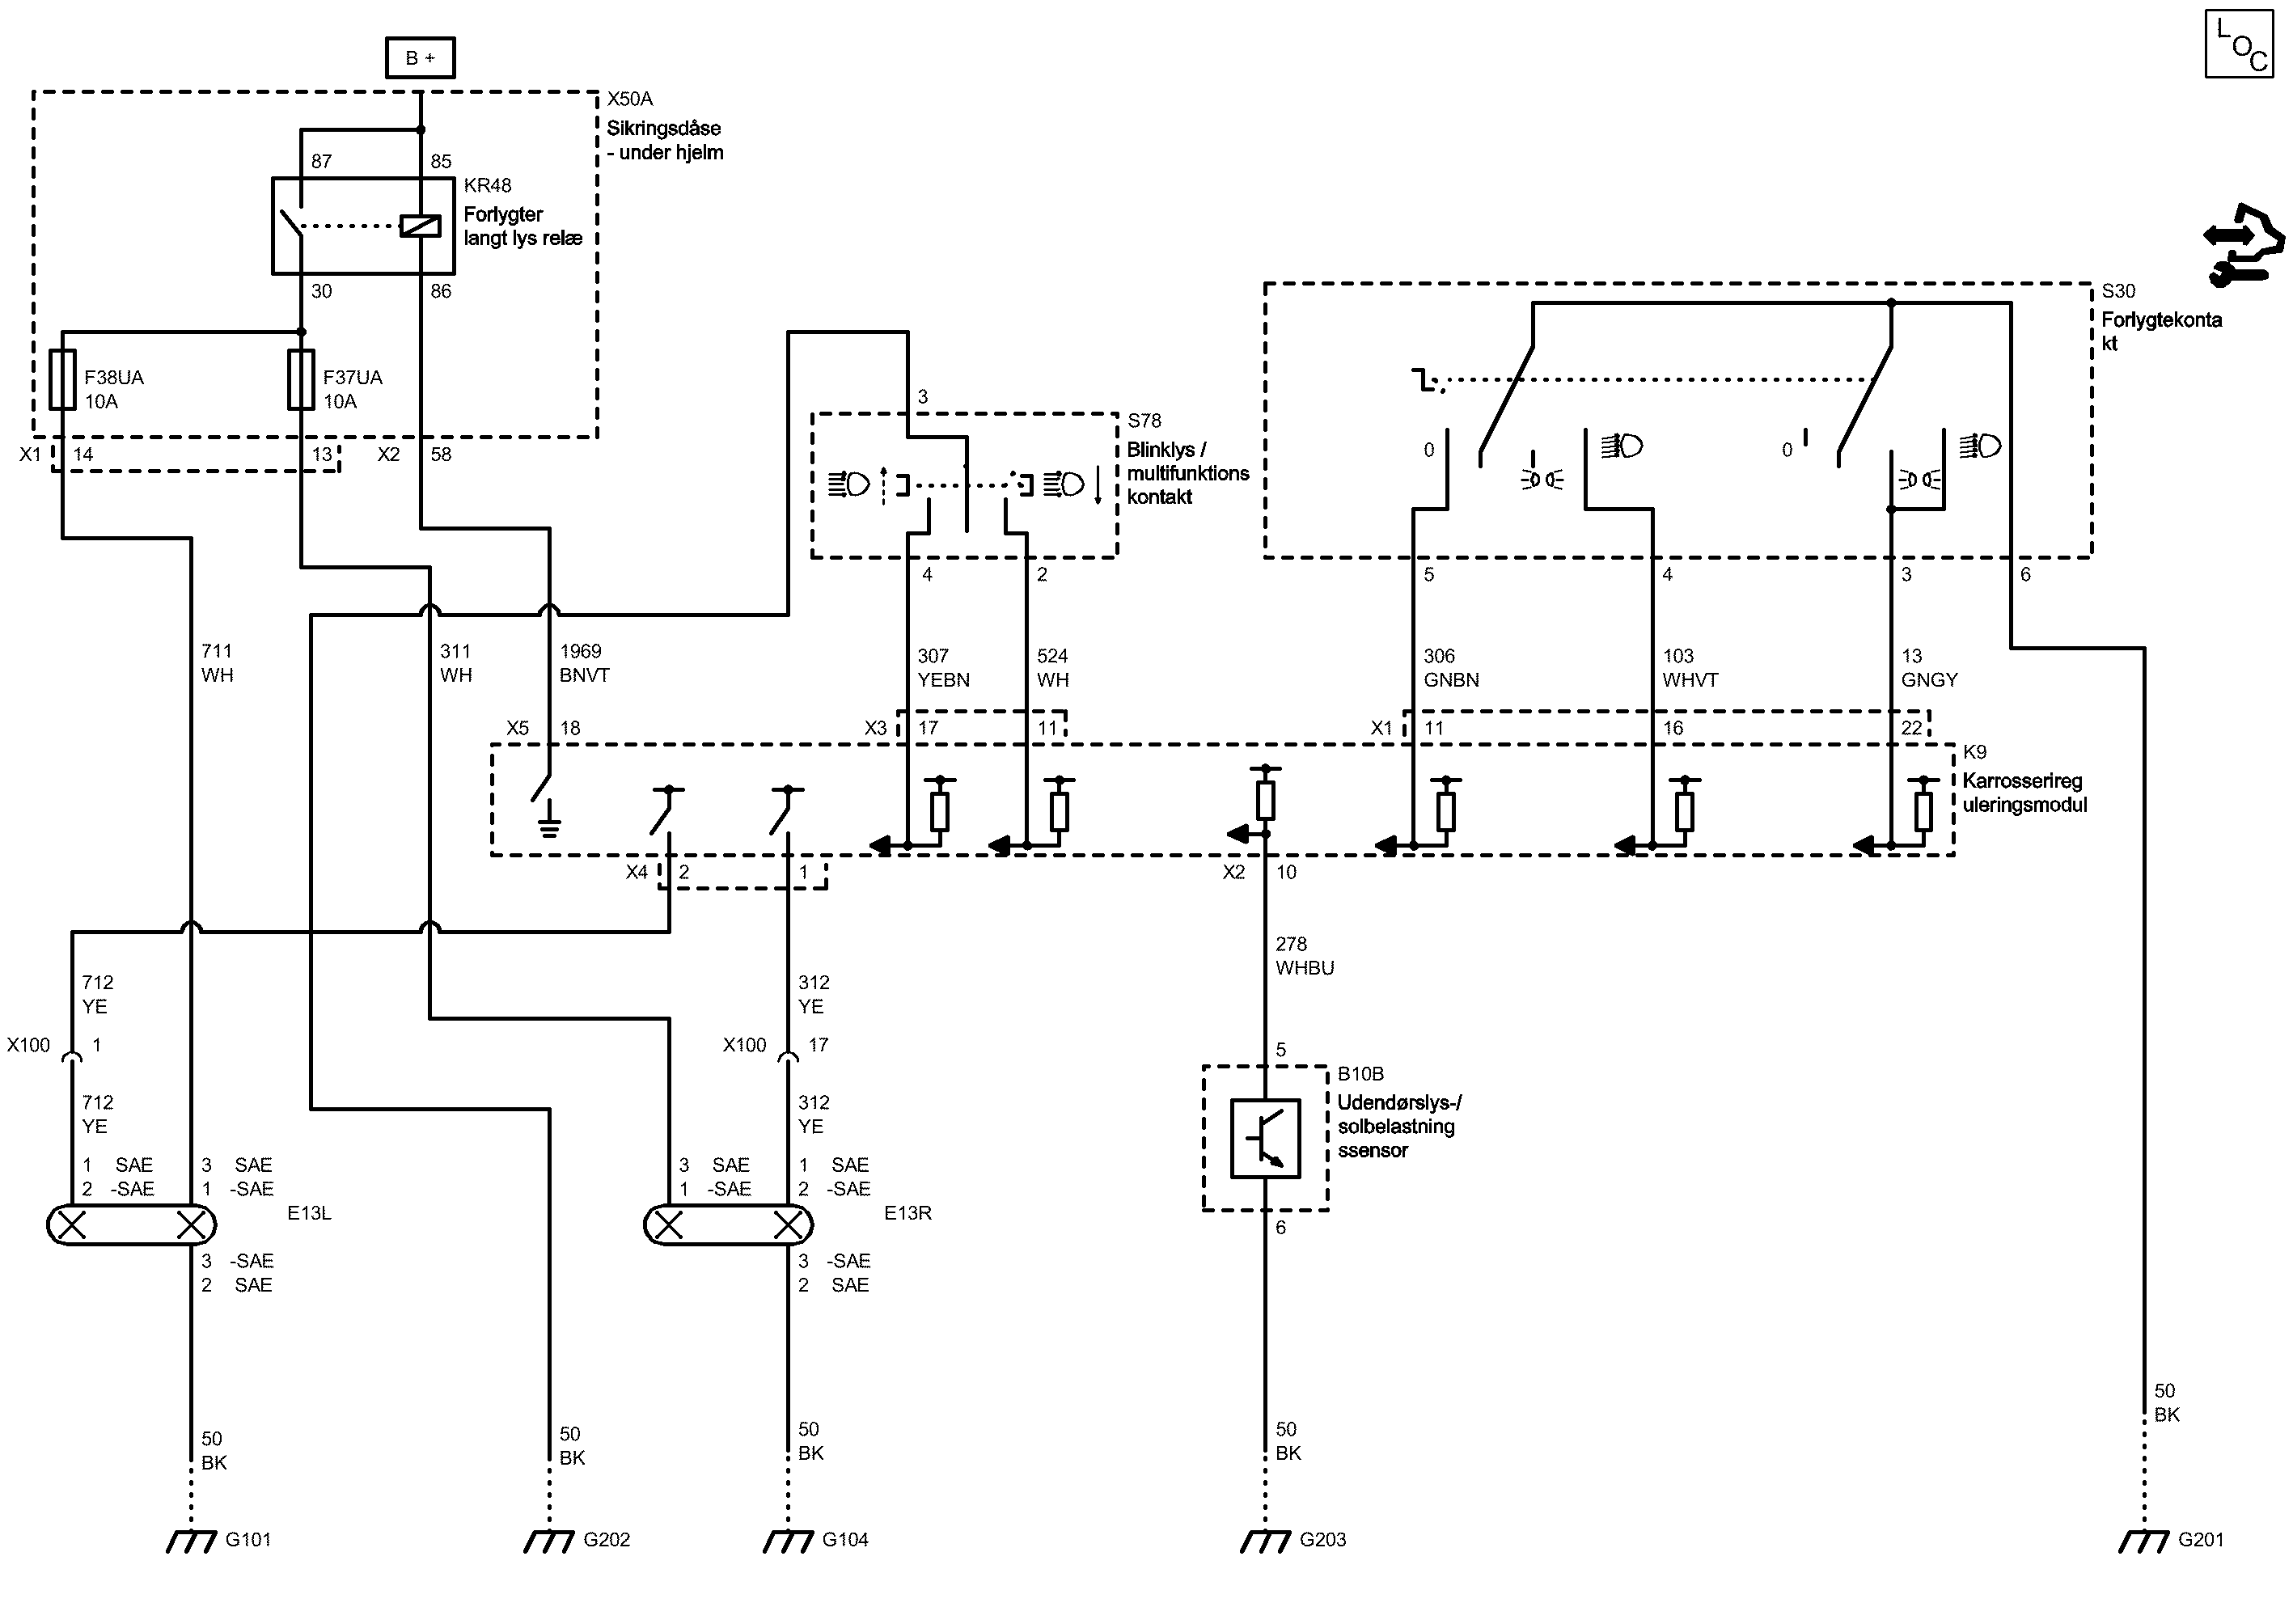 LOC
B +
X50A
Sikringsdåse
- under hjelm
87
85
KR48
Forlygter
langt lys relæ
30
86
F38UA
10A
F37UA
10A
X1
14
13
X2
58
S30
Forlygtekonta
kt
3
S78
Blinklys /
multifunktions
kontakt
0
0
4
2
5
4
3
6
711
WH
311
WH
1969
BNVT
307
YEBN
524
WH
306
GNBN
103
WHVT
13
GNGY
X5
18
X3
17
11
X1
11
16
22
K9
Karrosserireg
uleringsmodul
X4
2
1
X2
10
278
WHBU
712
YE
312
YE
X100
1
X100
17
5
B10B
Udendørslys-/
solbelastning
ssensor
6
712
YE
312
YE
1 SAE
2 -SAE
3 SAE
1 -SAE
3 SAE
1 -SAE
1 SAE
2 -SAE
E13L
E13R
3 -SAE
2 SAE
3 -SAE
2 SAE
50
BK
50
BK
50
BK
50
BK
50
BK
G101
G202
G104
G203
G201